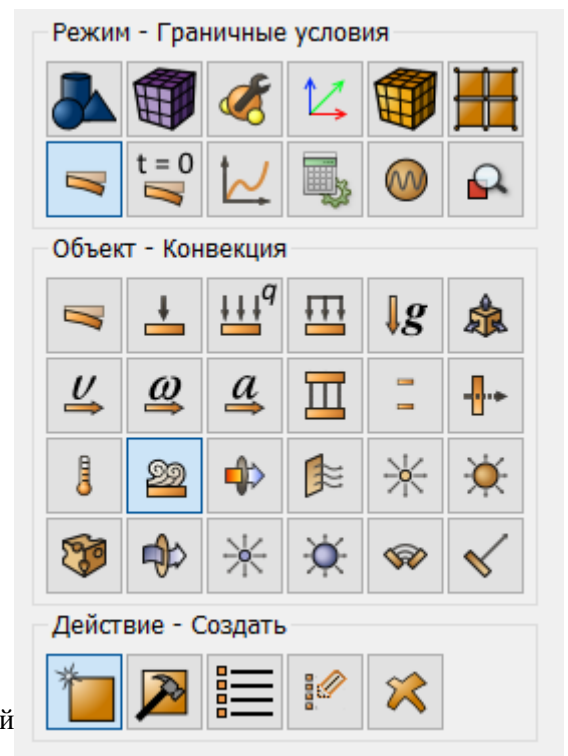 Режим - Граничные условия
t = 0
Объект - Конвекция
q
g
υ ω a
Действие - Создать
й